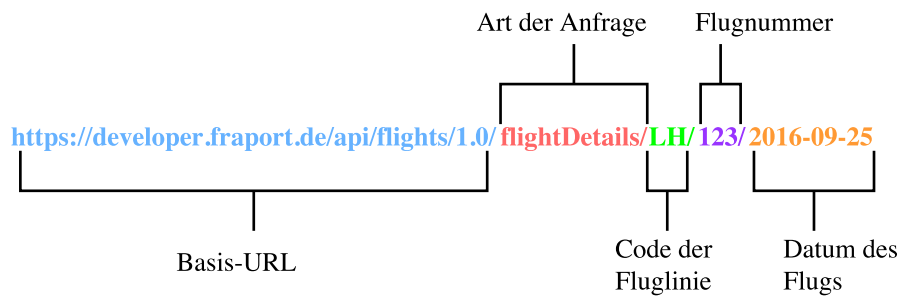 Art der Anfrage
Flugnummer
https://developer.fraport.de/api/flights/1.0/flightDetails/LH/123/2016-09-25
Basis-URL
Code der
Fluglinie
Datum des
Flugs